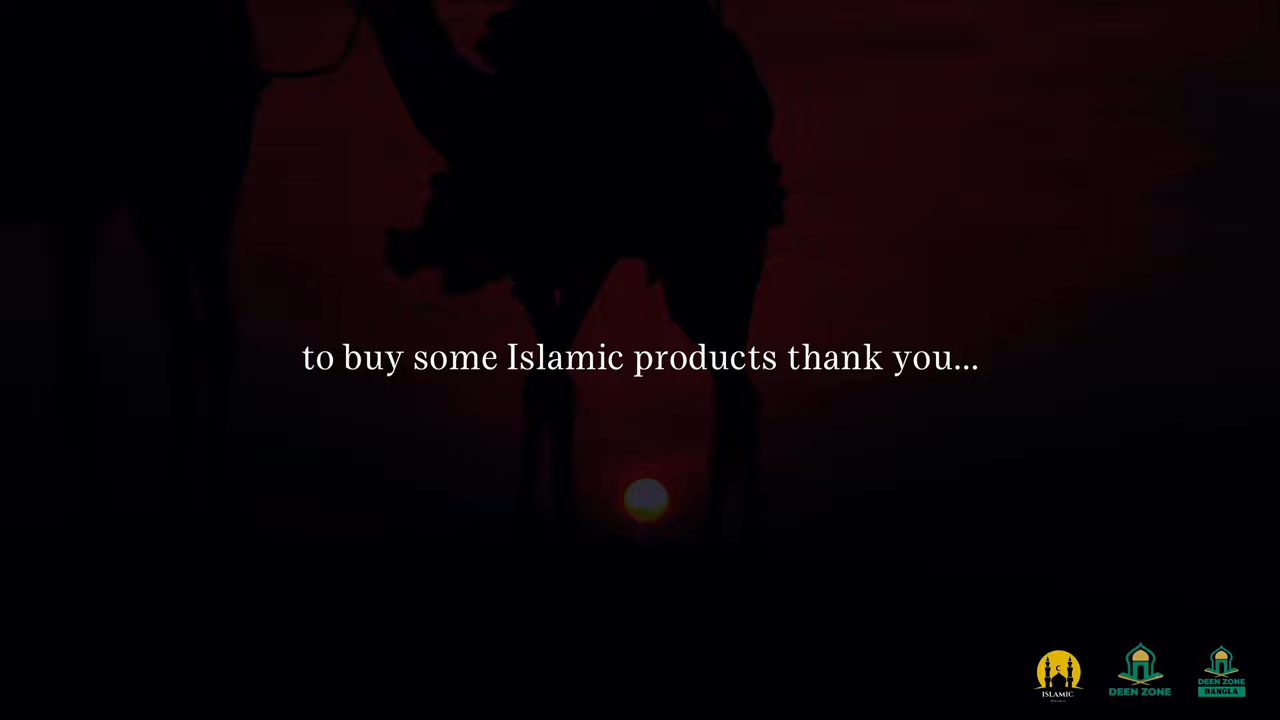 to buy some Islamic products thank you...
ISLAMIC
DEEN ZONE
DEEN ZONE
BANGLA